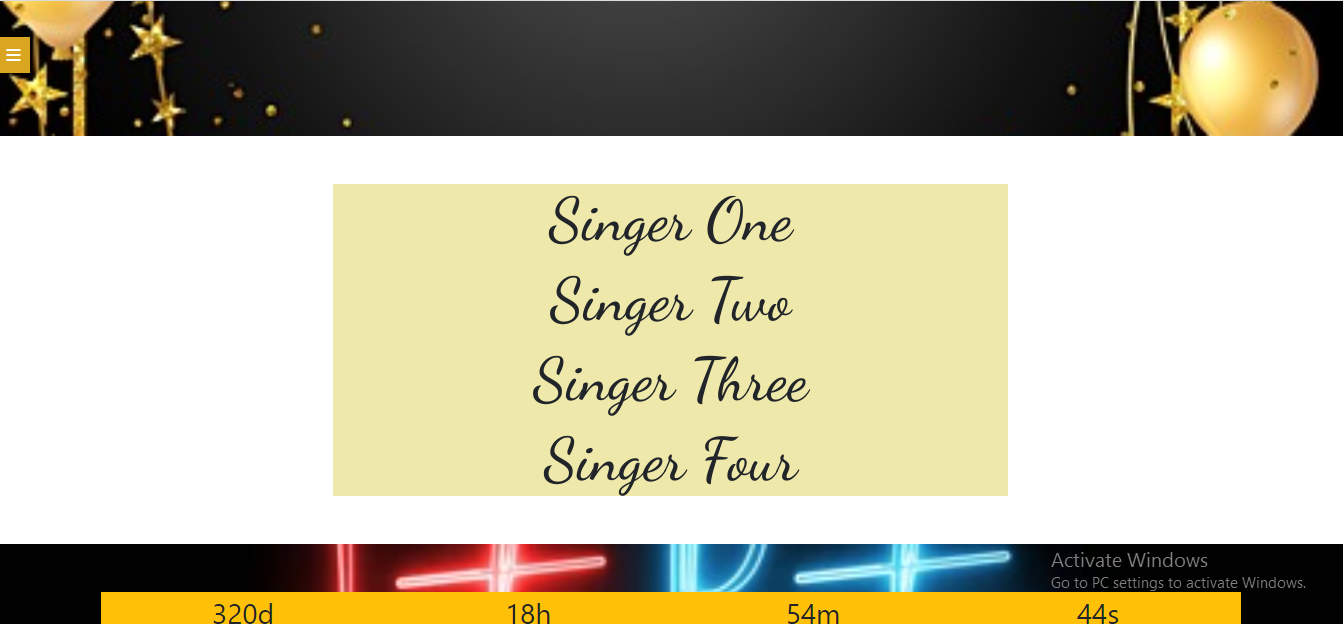 Singer One
Singer Two
Singer Three
Singer Four
Activate Windows
Go to PC settings to activate Windows.
320d 18h 54m 44s